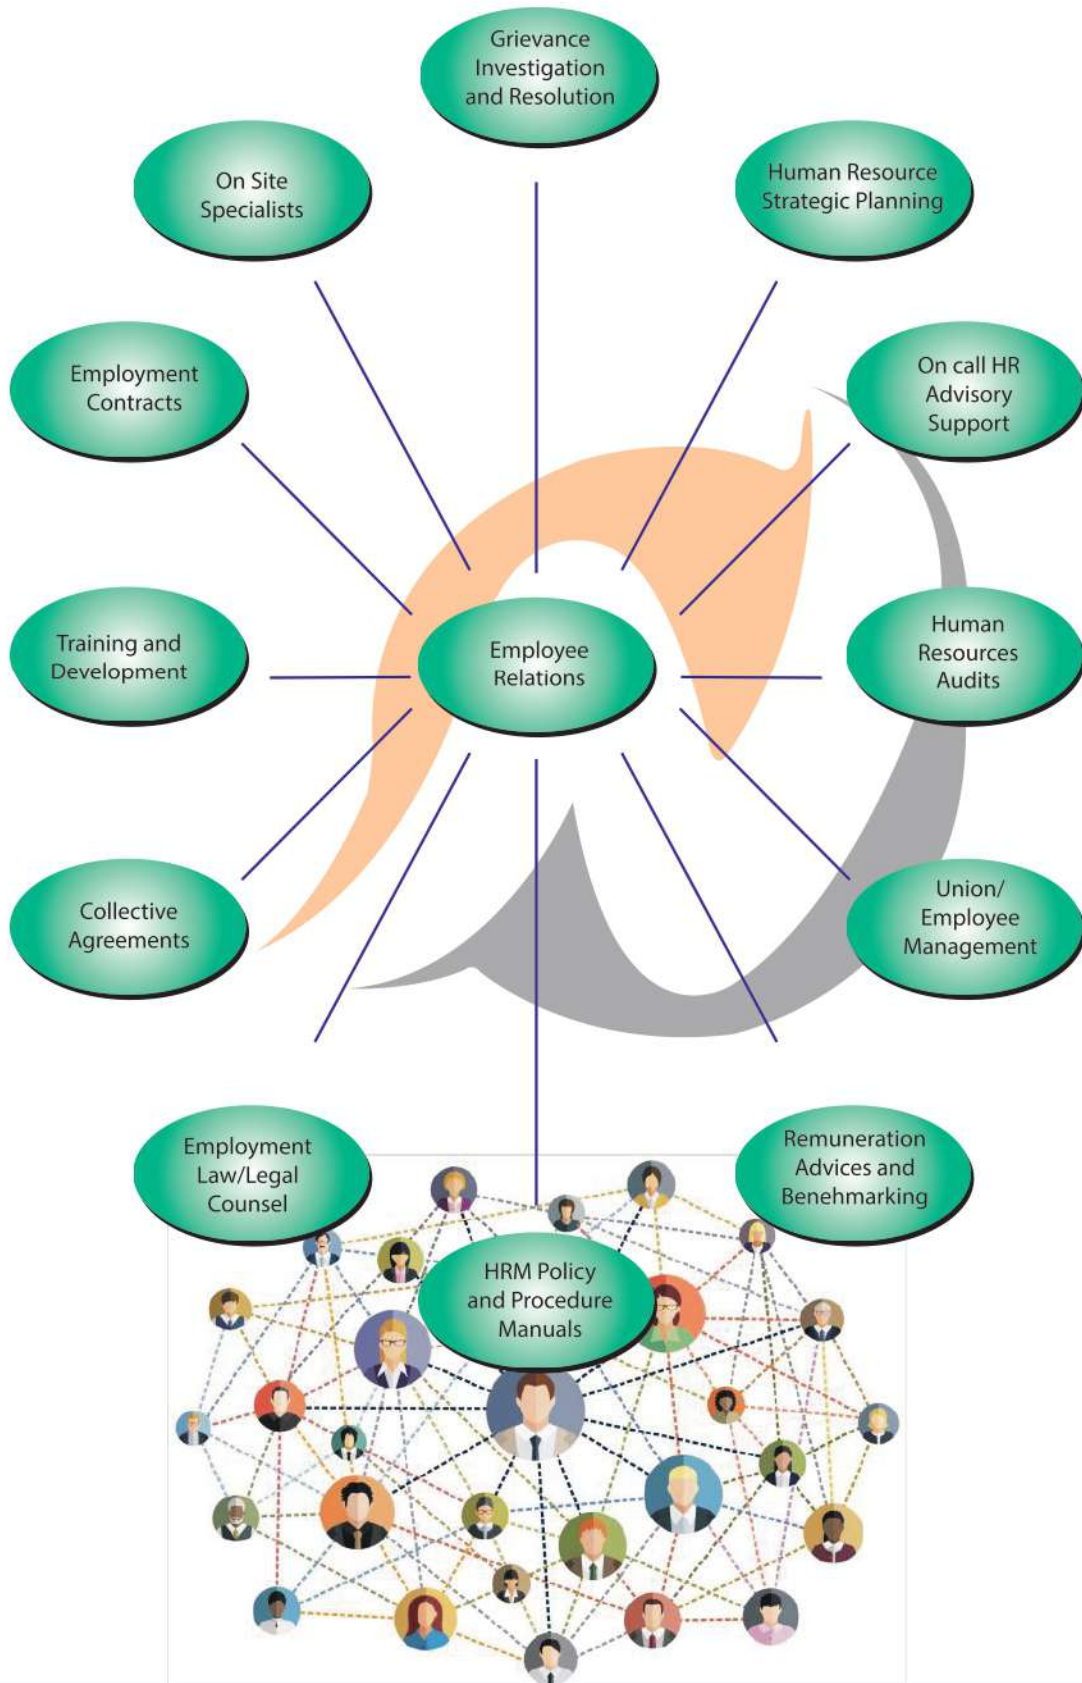 Grievance
Investigation
and Resolution
On Site
Specialists
Human Resource
Strategic Planning
Employment
Contracts
On call HR
Advisory
Support
Training and
Development
Employee
Relations
Human
Resources
Audits
Collective
Agreements
Union/
Employee
Management
Employment
Law/Legal
Counsel
Remuneration
Advices and
Benehmarking
HRM Policy
and Procedure
Manuals